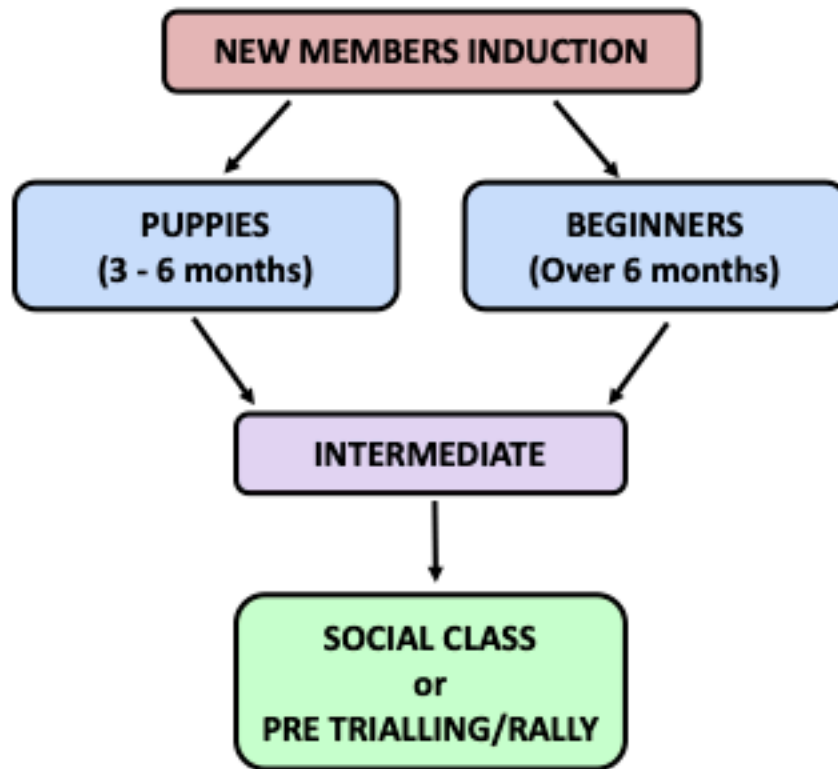 NEW MEMBERS INDUCTION
PUPPIES
(3 - 6 months)
BEGINNERS
(Over 6 months)
INTERMEDIATE
SOCIAL CLASS
or
PRE TRIALLING/RALLY